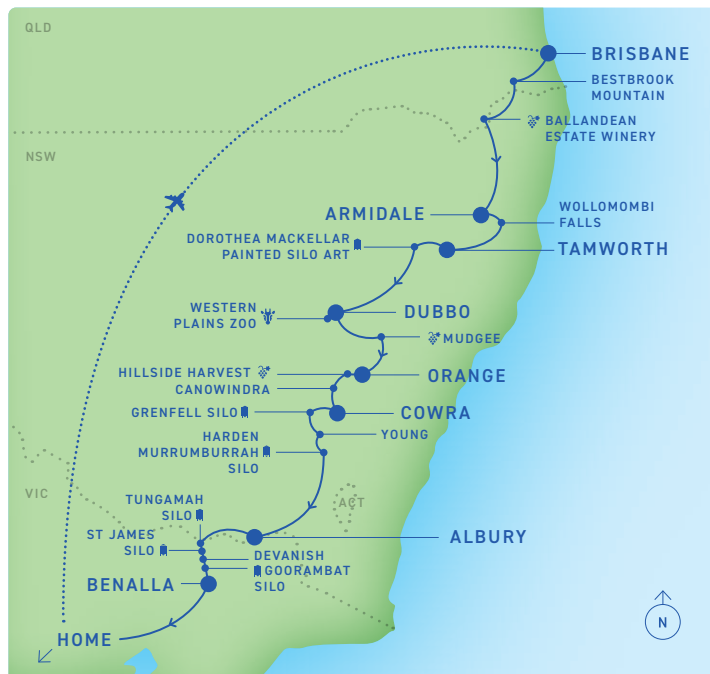 QLD
BRISBANE
BESTBROOK
MOUNTAIN
BALLANDEAN
ESTATE WINERY
NSW
ARMIDALE
WOLLOMOMBI
FALLS
DOROTHEA MACKELLAR
PAINTED SILO ART
TAMWORTH
WESTERN
PLAINS ZOO
DUBBO
MUDGEE
HILLSIDE HARVEST
CANOWINDRA
ORANGE
GRENFELL SILO
COWRA
HARDEN
MURRUMBURRAH
SILO
YOUNG
VIC
ACT
TUNGAMAH
SILO
ST JAMES
SILO
ALBURY
DEVANISH
GOORAMBAT
SILO
BENALLA
HOME
N